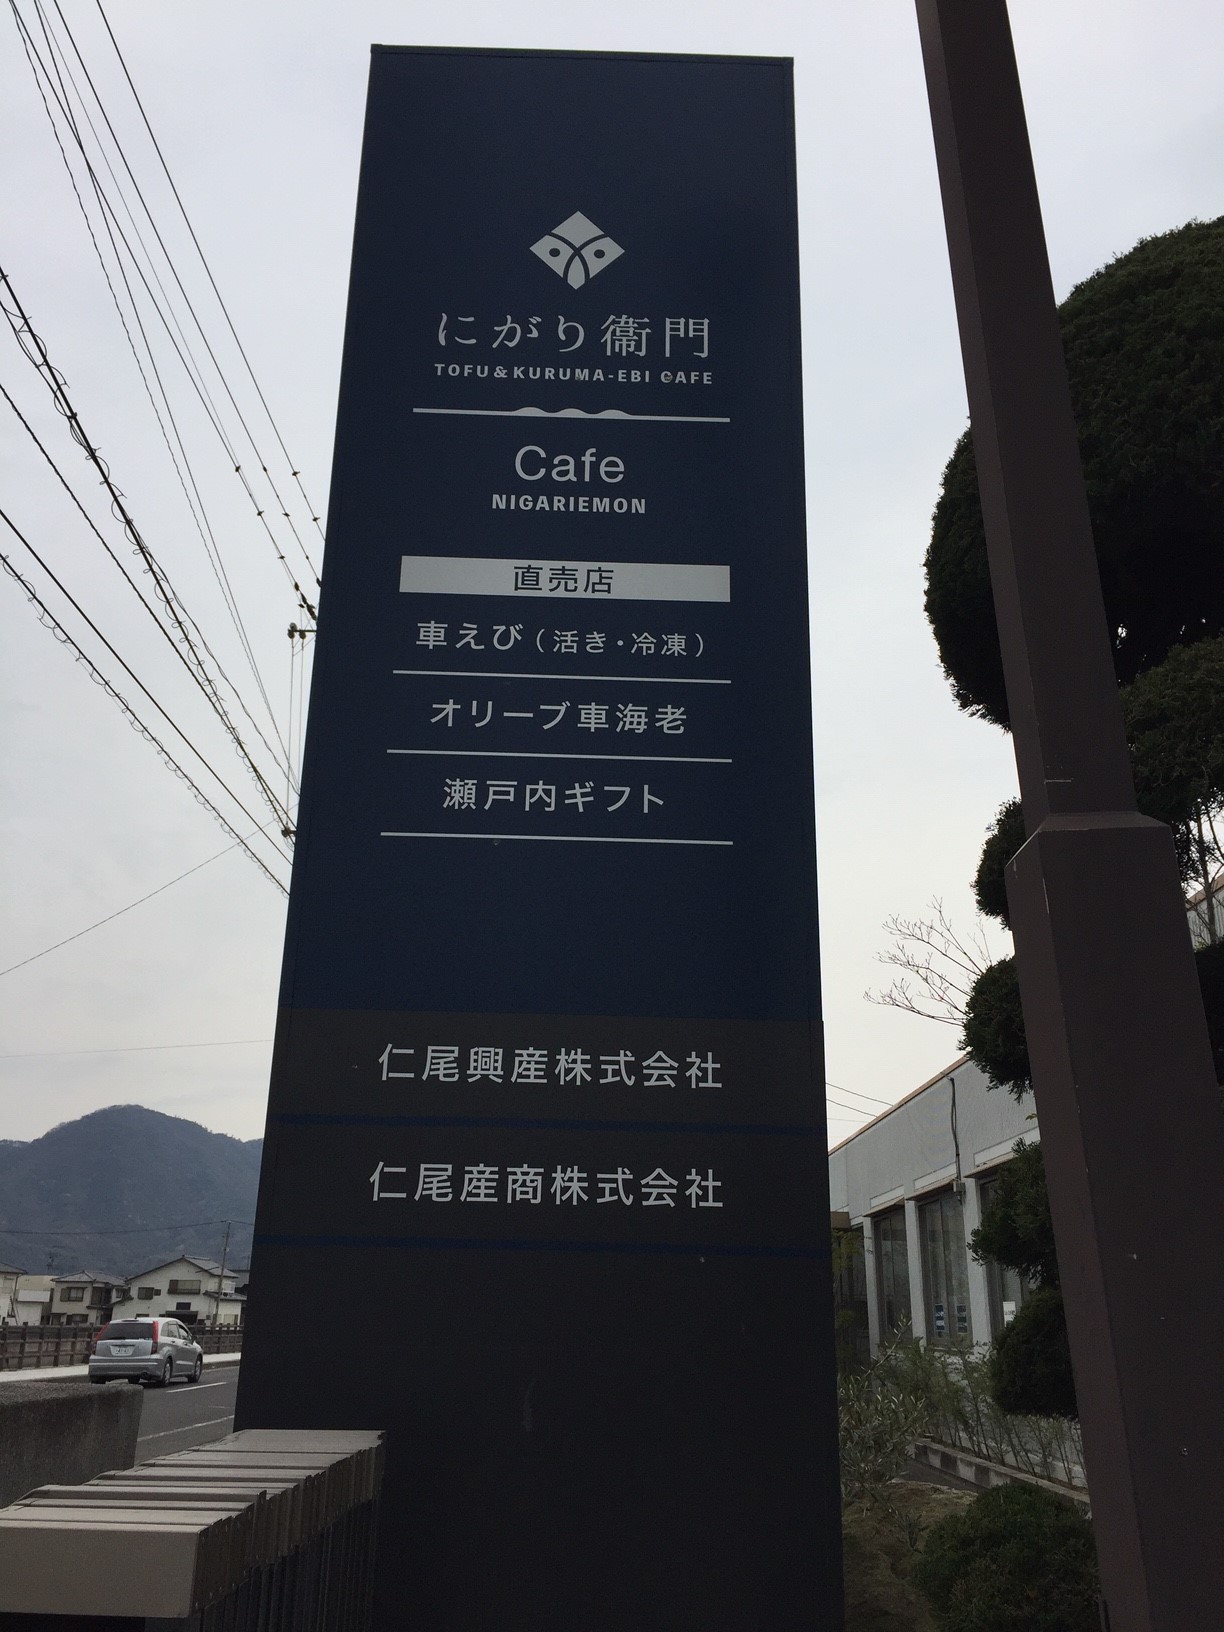 にがり衛門
TOFU&KURUMA-EBI CAFE
Cafe
NIGARIEMON
直売店
車えび（活き・冷凍）
オリーブ車海老
瀬戸内ギフト
仁尾興産株式会社
仁尾産商株式会社